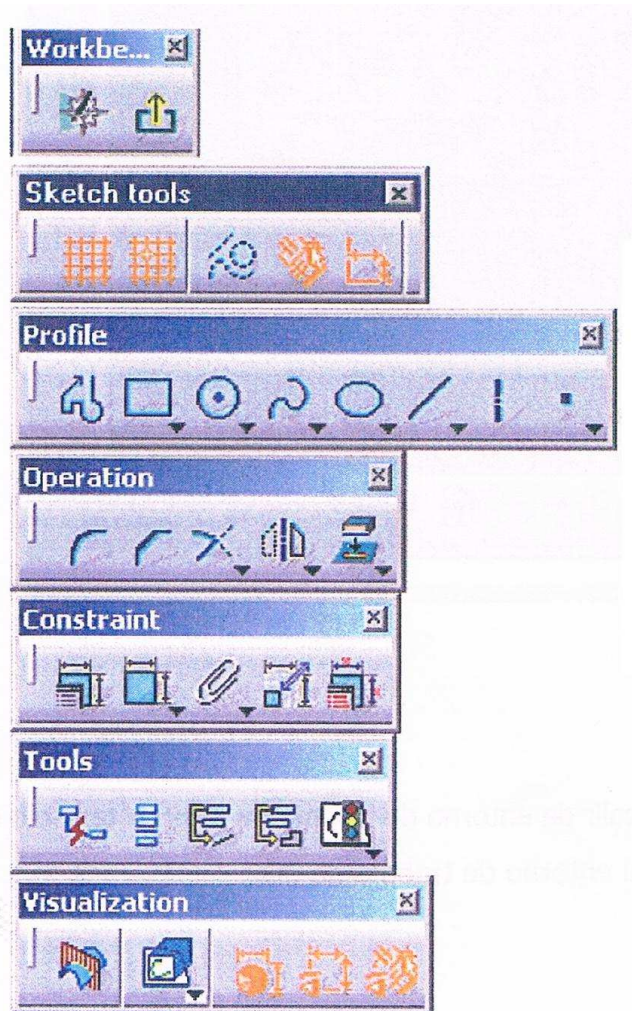 Workbe...
Sketch tools
Profile
Operation
Constraint
Tools
Visualization